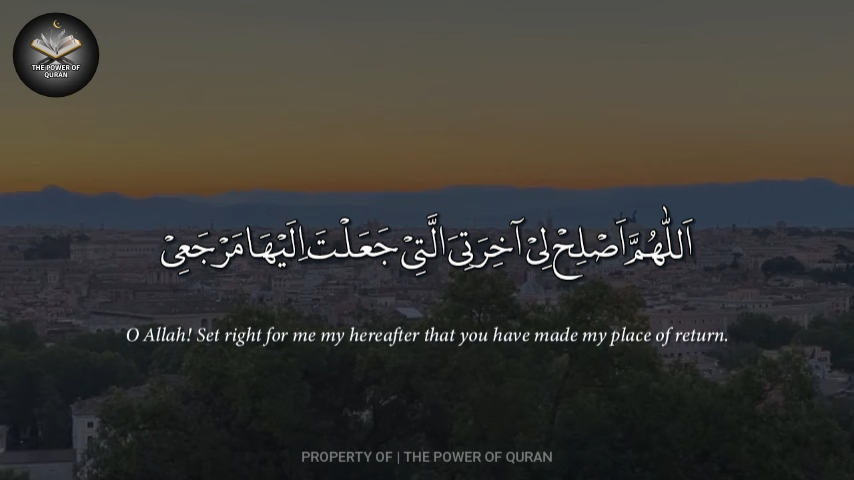 THE POWER OF
QURAN
اَللّٰهُمَّ اَصْلِحْ لِیْ آخِرَتِیَ الَّتِیْ جَعَلْتَ اِلَیْهَا مَرْجَعِیْ
O Allah! Set right for me my hereafter that you have made my place of return.
PROPERTY OF | THE POWER OF QURAN